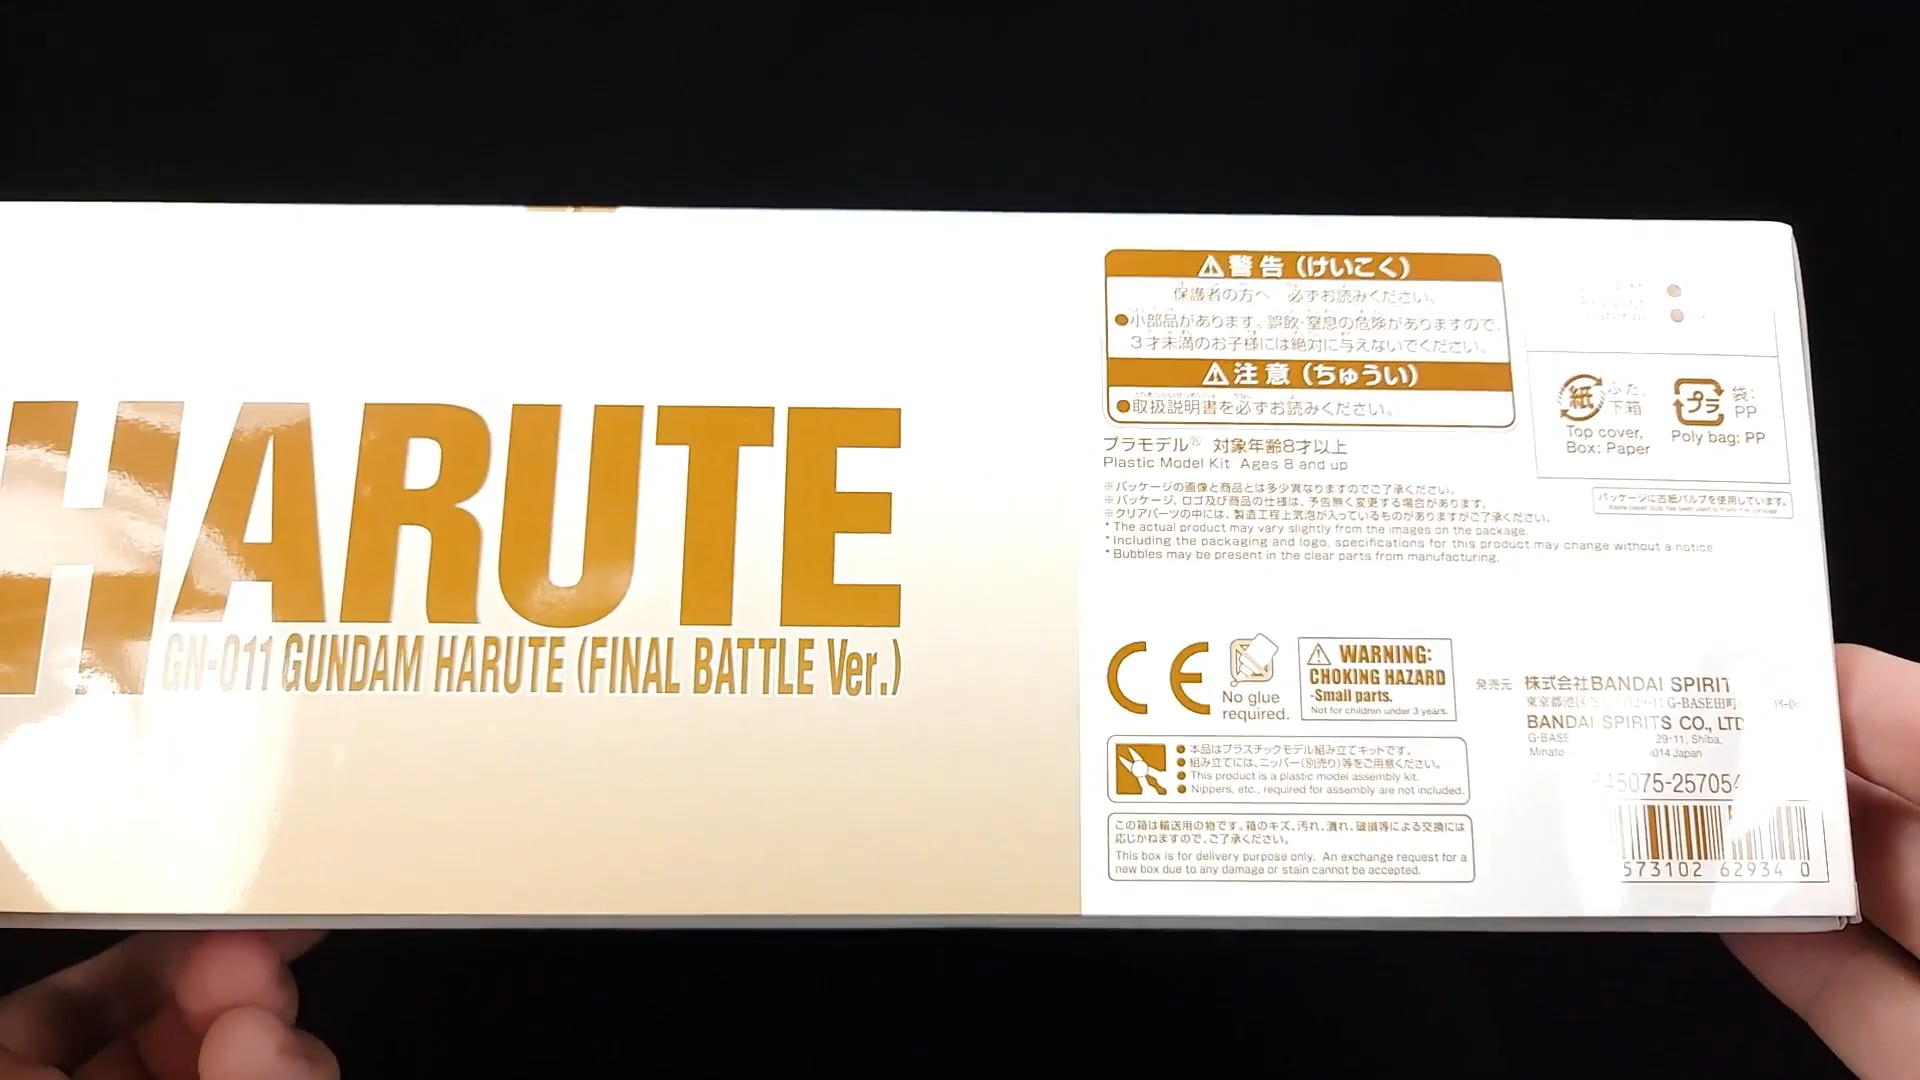 HARUTE
GN-011 GUNDAM HARUTE (FINAL BATTLE Ver.)
警告（けいこく）
保護者の方へ 必ずお読みください。
●小部品があります。誤飲・窒息の危険がありますので、
３才未満のお子様には絶対に与えないでください。
注意（ちゅうい）
●取扱説明書を必ずお読みください。
プラモデル® 対象年齢8才以上
Plastic Model Kit Ages 8 and up
※パッケージの画像と商品とは多少異なりますのでご了承ください。
※パッケージ、ロゴ及び商品の仕様は、予告無く変更する場合があります。
※クリアパーツの中には、製造工程上気泡が入っているものがありますがご了承ください。
* The actual product may vary slightly from the images on the package.
* Including the packaging and logo, specifications for this product may change without a notice
* Bubbles may be present in the clear parts from manufacturing.
紙
ふた、
下箱
Top cover,
Box: Paper
プラ
袋:
PP
Poly bag: PP
パッケージに古紙パルプを使用しています。
CE
No glue
required.
WARNING:
CHOKING HAZARD
-Small parts.
Not for children under 3 years.
●本品はプラスチックモデル組み立てキットです。
●組み立てには、ニッパー(別売り)等をご用意ください。
●This product is a plastic model assembly kit.
●Nippers, etc., required for assembly are not included.
この箱は輸送用の物です。箱のキズ、汚れ、潰れ、破損等による交換には
応じかねますので、ご了承ください。
This box is for delivery purpose only. An exchange request for a
new box due to any damage or stain cannot be accepted.
発売元 株式会社BANDAI SPIRIT
東京都港区 29-11 G-BASE田町
BANDAI SPIRITS CO., LTD
G-BASE 29-11, Shiba,
Minato- 014 Japan
45075-257054
573102 62934 0